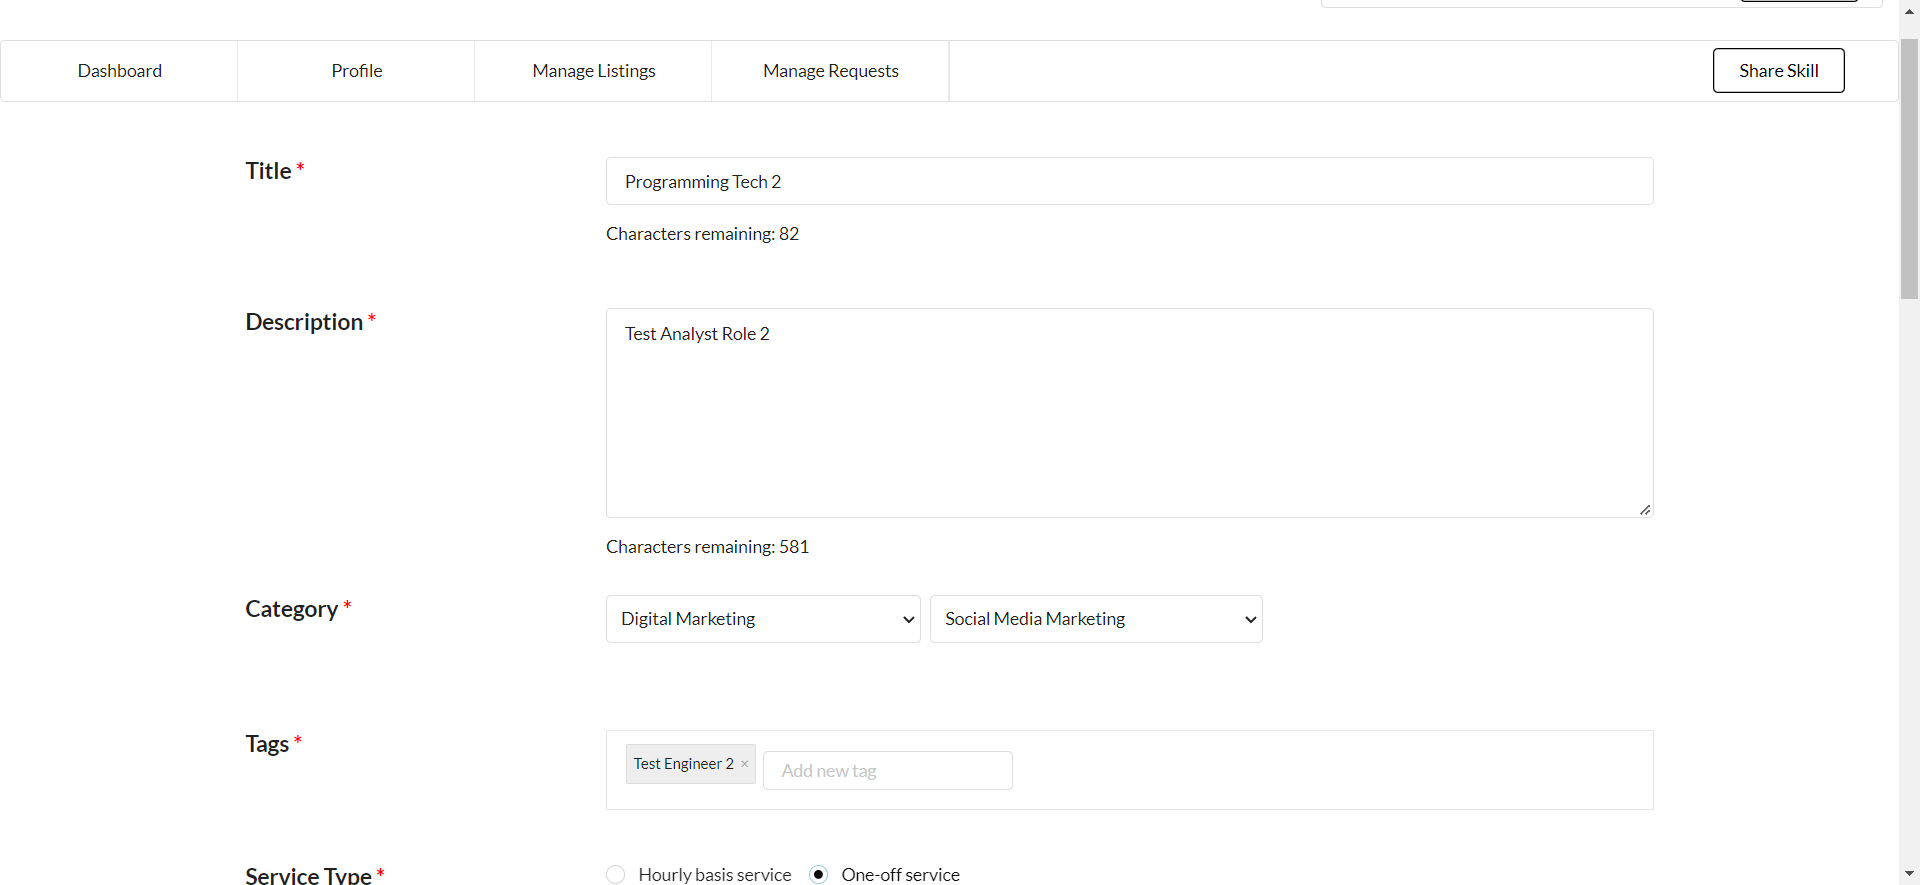 Dashboard Profile Manage Listings Manage Requests Share Skill
Title *
Programming Tech 2
Characters remaining: 82
Description *
Test Analyst Role 2
Characters remaining: 581
Category *
Digital Marketing Social Media Marketing
Tags *
Test Engineer 2 × Add new tag
Service Type * Hourly basis service One-off service